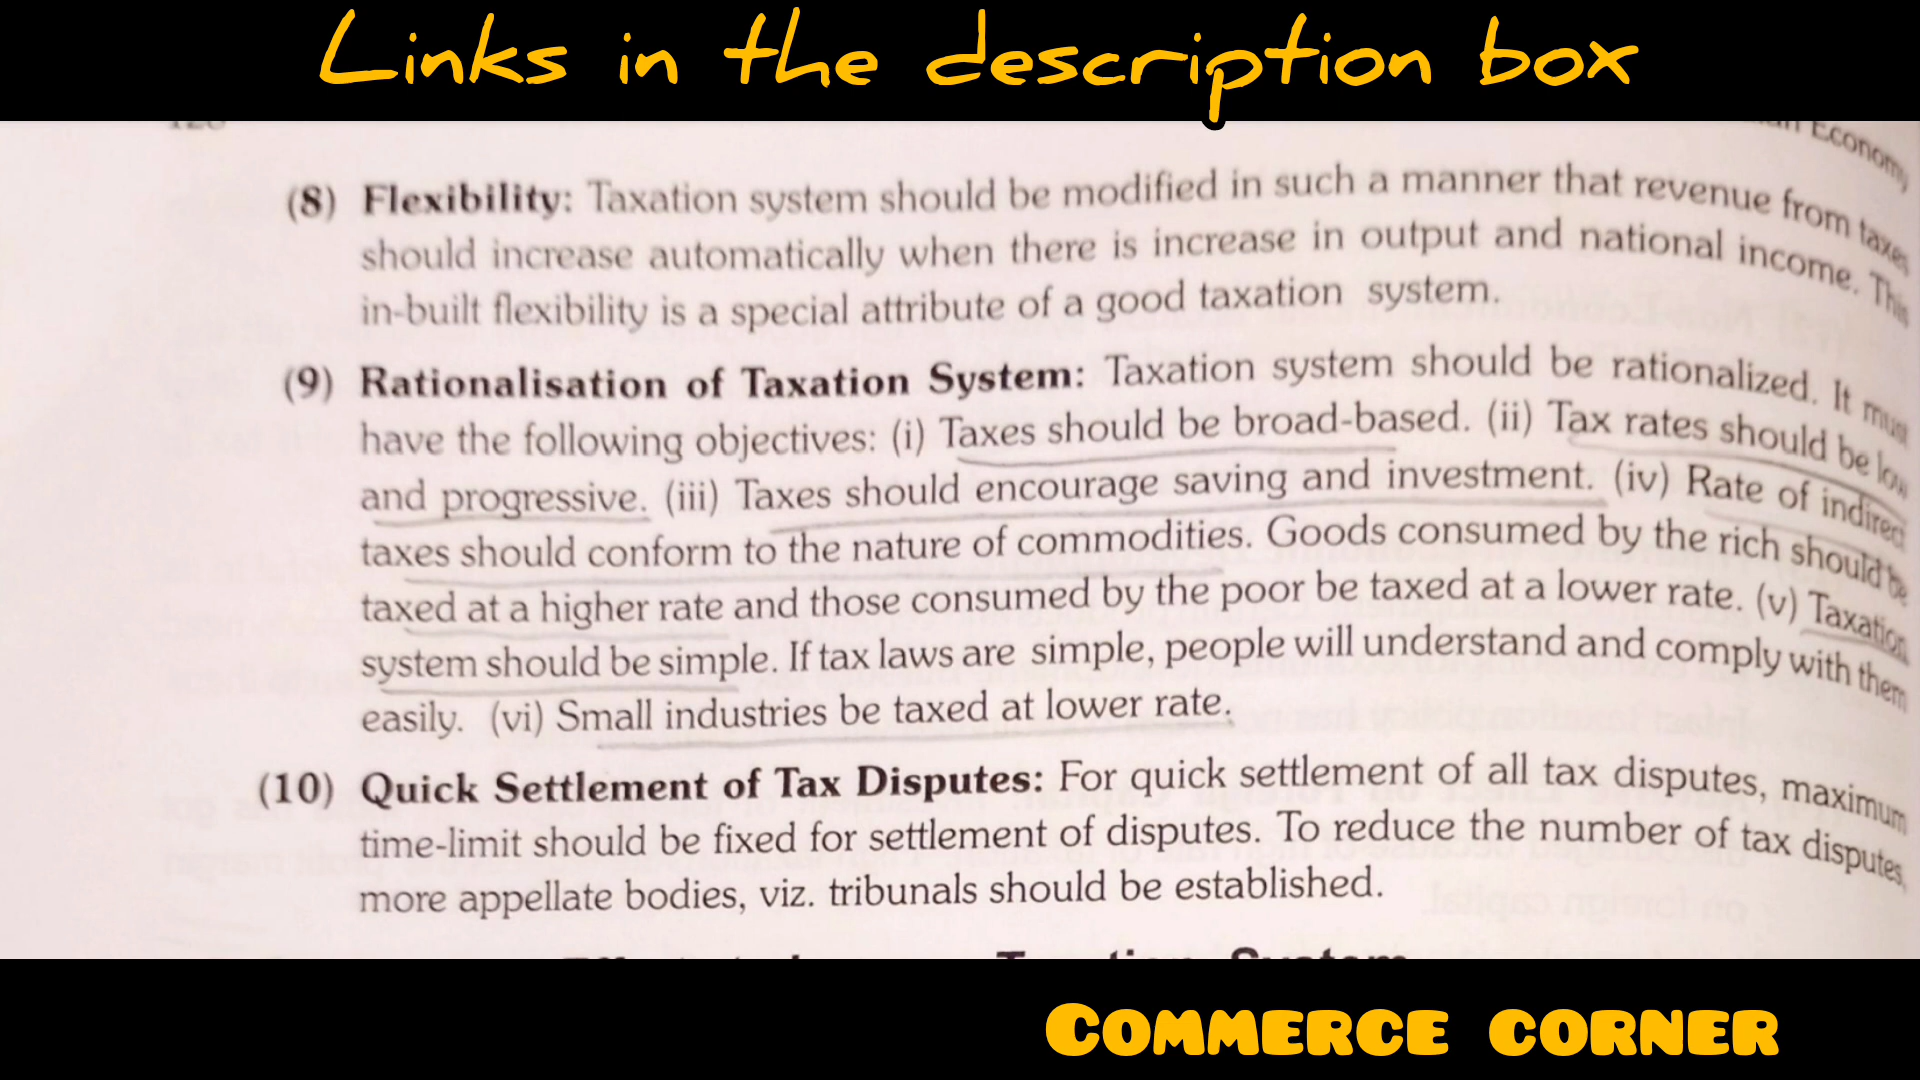 Links in the description box
Economy
(8) Flexibility: Taxation system should be modified in such a manner that revenue from taxes
should increase automatically when there is increase in output and national income. This
in-built flexibility is a special attribute of a good taxation system.
(9) Rationalisation of Taxation System: Taxation system should be rationalized. It must
have the following objectives: (i) Taxes should be broad-based. (ii) Tax rates should be low
and progressive. (iii) Taxes should encourage saving and investment. (iv) Rate of indirect
taxes should conform to the nature of commodities. Goods consumed by the rich should be
taxed at a higher rate and those consumed by the poor be taxed at a lower rate. (v) Taxation
system should be simple. If tax laws are simple, people will understand and comply with them
easily. (vi) Small industries be taxed at lower rate.
(10) Quick Settlement of Tax Disputes: For quick settlement of all tax disputes, maximum
time-limit should be fixed for settlement of disputes. To reduce the number of tax disputes,
more appellate bodies, viz. tribunals should be established.
Taxation System
COMMERCE CORNER